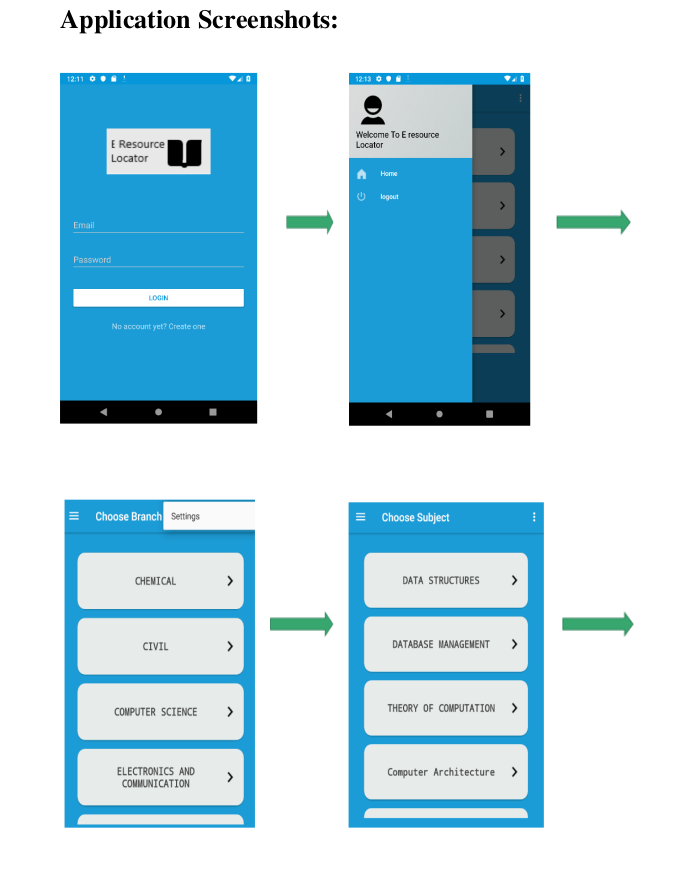 Application Screenshots:
12:11
E Resource
Locator
Email
Password
LOGIN
No account yet? Create one
12:13
Welcome To E resource
Locator
Home
logout
Choose Branch
Settings
CHEMICAL
CIVIL
COMPUTER SCIENCE
ELECTRONICS AND
COMMUNICATION
Choose Subject
DATA STRUCTURES
DATABASE MANAGEMENT
THEORY OF COMPUTATION
Computer Architecture